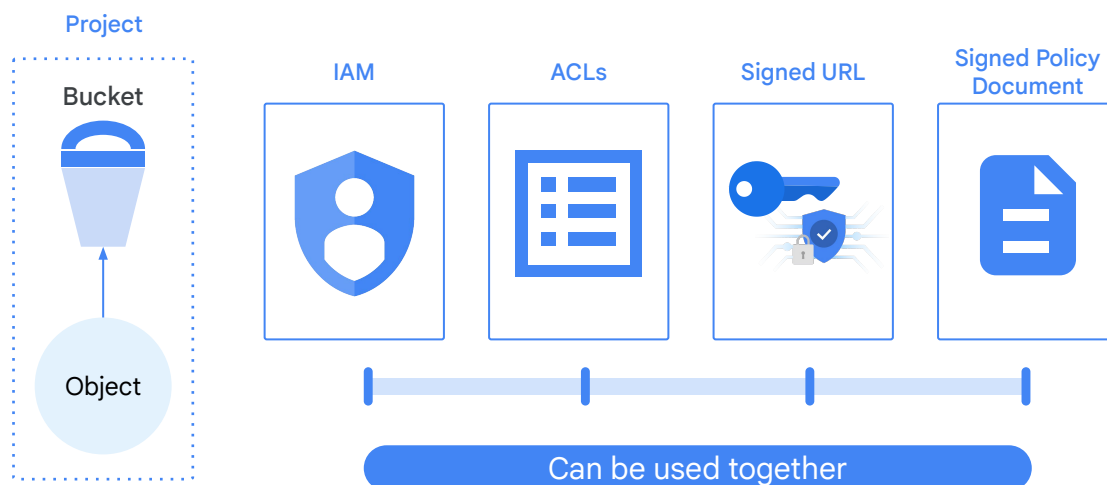 Project
Bucket
Object
IAM
ACLs
Signed URL
Signed Policy
Document
Can be used together